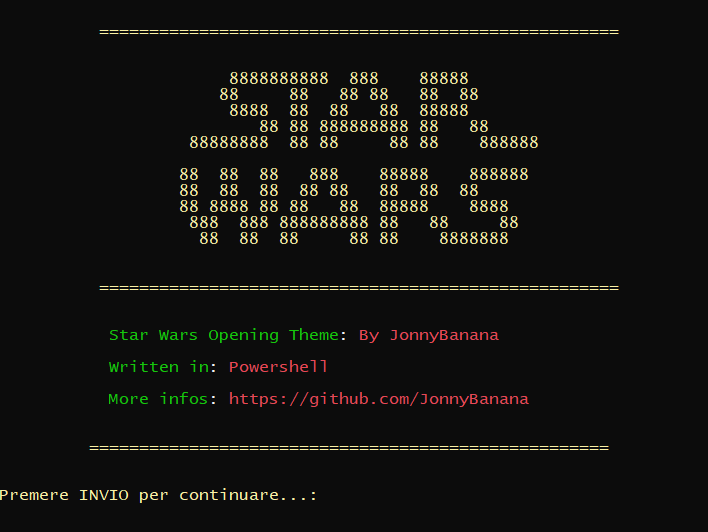 ====================================================
8888888888  888    88888
88     88   88 88   88  88
8888  88  88   88  88888
88 88 888888888 88   88
88888888  88 88     88 88    888888
88  88  88   888    88888    888888
88  88  88  88 88   88  88  88
88 8888 88 88   88  88888    8888
888  888 888888888 88   88     88
88  88  88     88 88    8888888
====================================================
Star Wars Opening Theme: By JonnyBanana
Written in: Powershell
More infos: https://github.com/JonnyBanana
====================================================
Premere INVIO per continuare...: